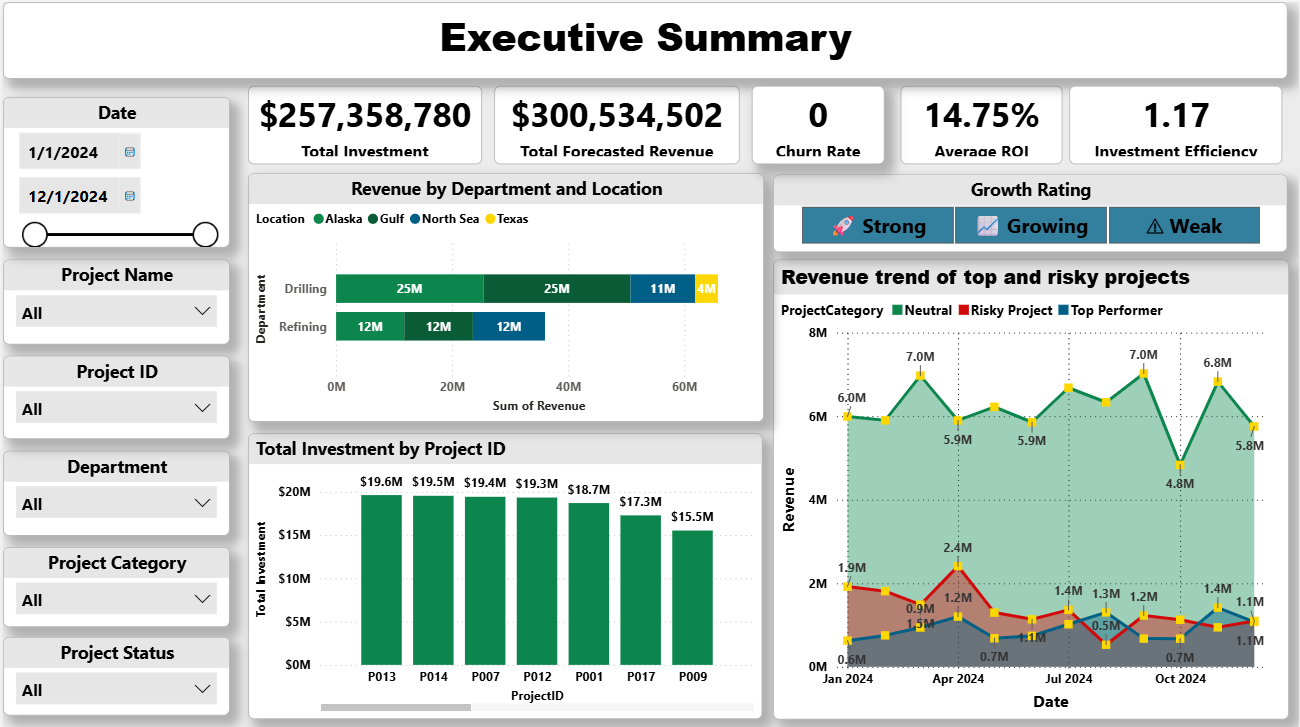 Executive Summary
Date
1/1/2024
12/1/2024
Project Name
All
Project ID
All
Department
All
Project Category
All
Project Status
All
$257,358,780
Total Investment
$300,534,502
Total Forecasted Revenue
0
Churn Rate
14.75%
Average ROI
1.17
Investment Efficiency
Revenue by Department and Location
Location Alaska Gulf North Sea Texas
Department
Drilling 25M 25M 11M 4M
Refining 12M 12M 12M
0M 20M 40M 60M
Sum of Revenue
Total Investment by Project ID
Total Investment
$20M
$15M
$10M
$5M
$0M
$19.6M $19.5M $19.4M $19.3M $18.7M $17.3M $15.5M
P013 P014 P007 P012 P001 P017 P009
ProjectID
Growth Rating
🚀 Strong
📈 Growing
⚠ Weak
Revenue trend of top and risky projects
ProjectCategory Neutral Risky Project Top Performer
Revenue
8M
6M
4M
2M
0M
6.0M 7.0M 5.9M 5.9M 7.0M 4.8M 6.8M 5.8M
1.9M 1.5M 2.4M 1.1M 1.4M 0.5M 1.2M 1.1M
0.6M 0.9M 1.2M 0.7M 1.3M 0.7M 1.4M 1.1M
Jan 2024 Apr 2024 Jul 2024 Oct 2024
Date